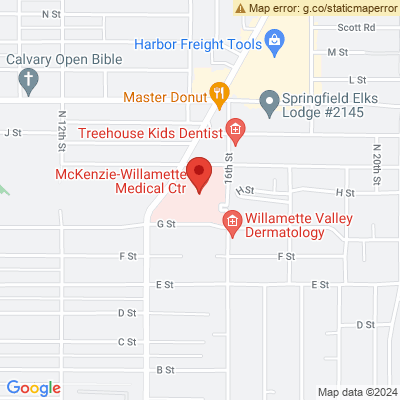 Map error: g.co/staticmaperror
N St
Scott Rd
Harbor Freight Tools
M St
Calvary Open Bible
L St
Master Donut
Springfield Elks
Lodge #2145
N 12th St
J St
Treehouse Kids Dentist
N 20th St
McKenzie-Willamette
Medical Ctr
16th St
H St
H St
G St
Willamette Valley
Dermatology
F St
F St
E St
E St
D St
D St
C St
B St
Google
Map data ©2024